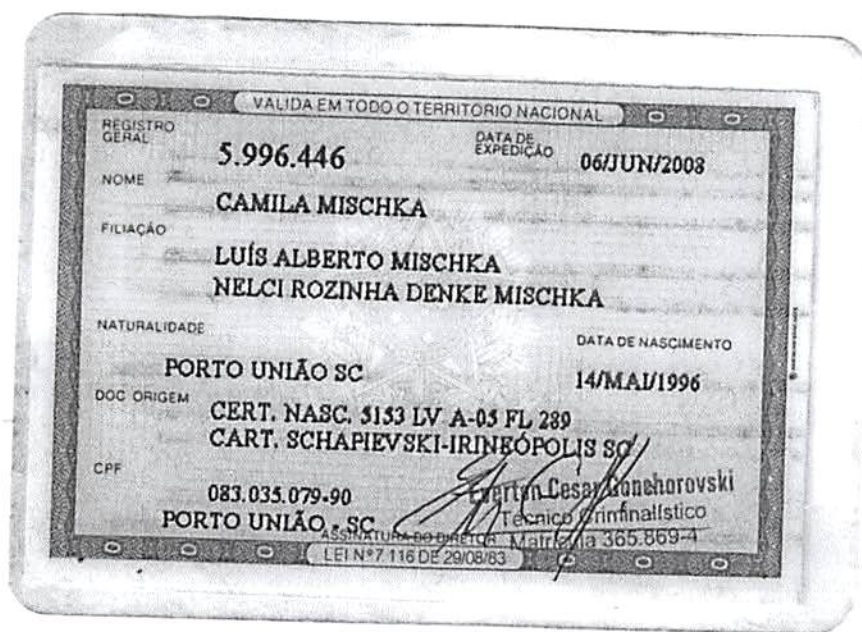 VALIDA EM TODO O TERRITORIO NACIONAL
REGISTRO GERAL 5.996.446 DATA DE EXPEDIÇÃO 06/JUN/2008
NOME
CAMILA MISCHKA
FILIAÇÃO
LUÍS ALBERTO MISCHKA
NELCI ROZINHA DENKE MISCHKA
NATURALIDADE DATA DE NASCIMENTO
PORTO UNIÃO SC 14/MAI/1996
DOC ORIGEM
CERT. NASC. 5153 LV A-05 FL 289
CART. SCHAPIEVSKI-IRINEÓPOLIS SC
CPF
083.035.079-90 Cesar
PORTO UNIÃO - SC Técnico Criminalístico
ASSINATURA DO DIRETOR Matrícula 365.869-4
LEI Nº 7.116 DE 29/08/83